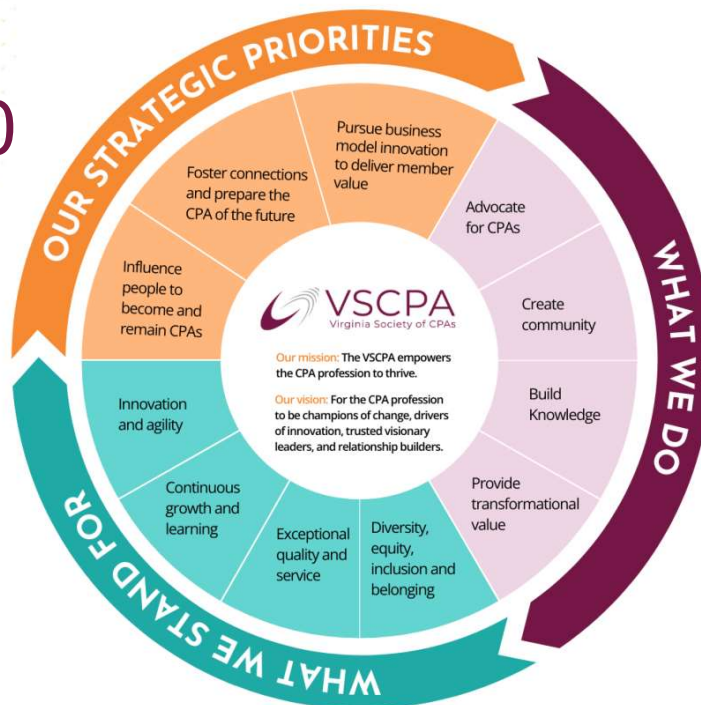 OUR STRATEGIC PRIORITIES
Influence
people to
become and
remain CPAs
Foster connections
and prepare the
CPA of the future
Pursue business
model innovation
to deliver member
value
WHAT WE DO
Advocate
for CPAs
Create
community
Build
Knowledge
Provide
transformational
value
WHAT WE STAND FOR
Diversity,
equity,
inclusion and
belonging
Exceptional
quality and
service
Continuous
growth and
learning
Innovation
and agility
VSCPA
Virginia Society of CPAs
Our mission: The VSCPA empowers
the CPA profession to thrive.
Our vision: For the CPA profession
to be champions of change, drivers
of innovation, trusted visionary
leaders, and relationship builders.